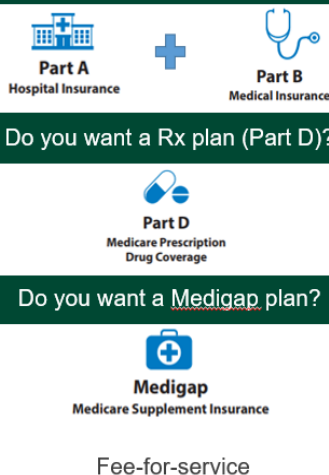 Part A
Hospital Insurance
Part B
Medical Insurance
Do you want a Rx plan (Part D)?
Part D
Medicare Prescription
Drug Coverage
Do you want a Medigap plan?
Medigap
Medicare Supplement Insurance
Fee-for-service